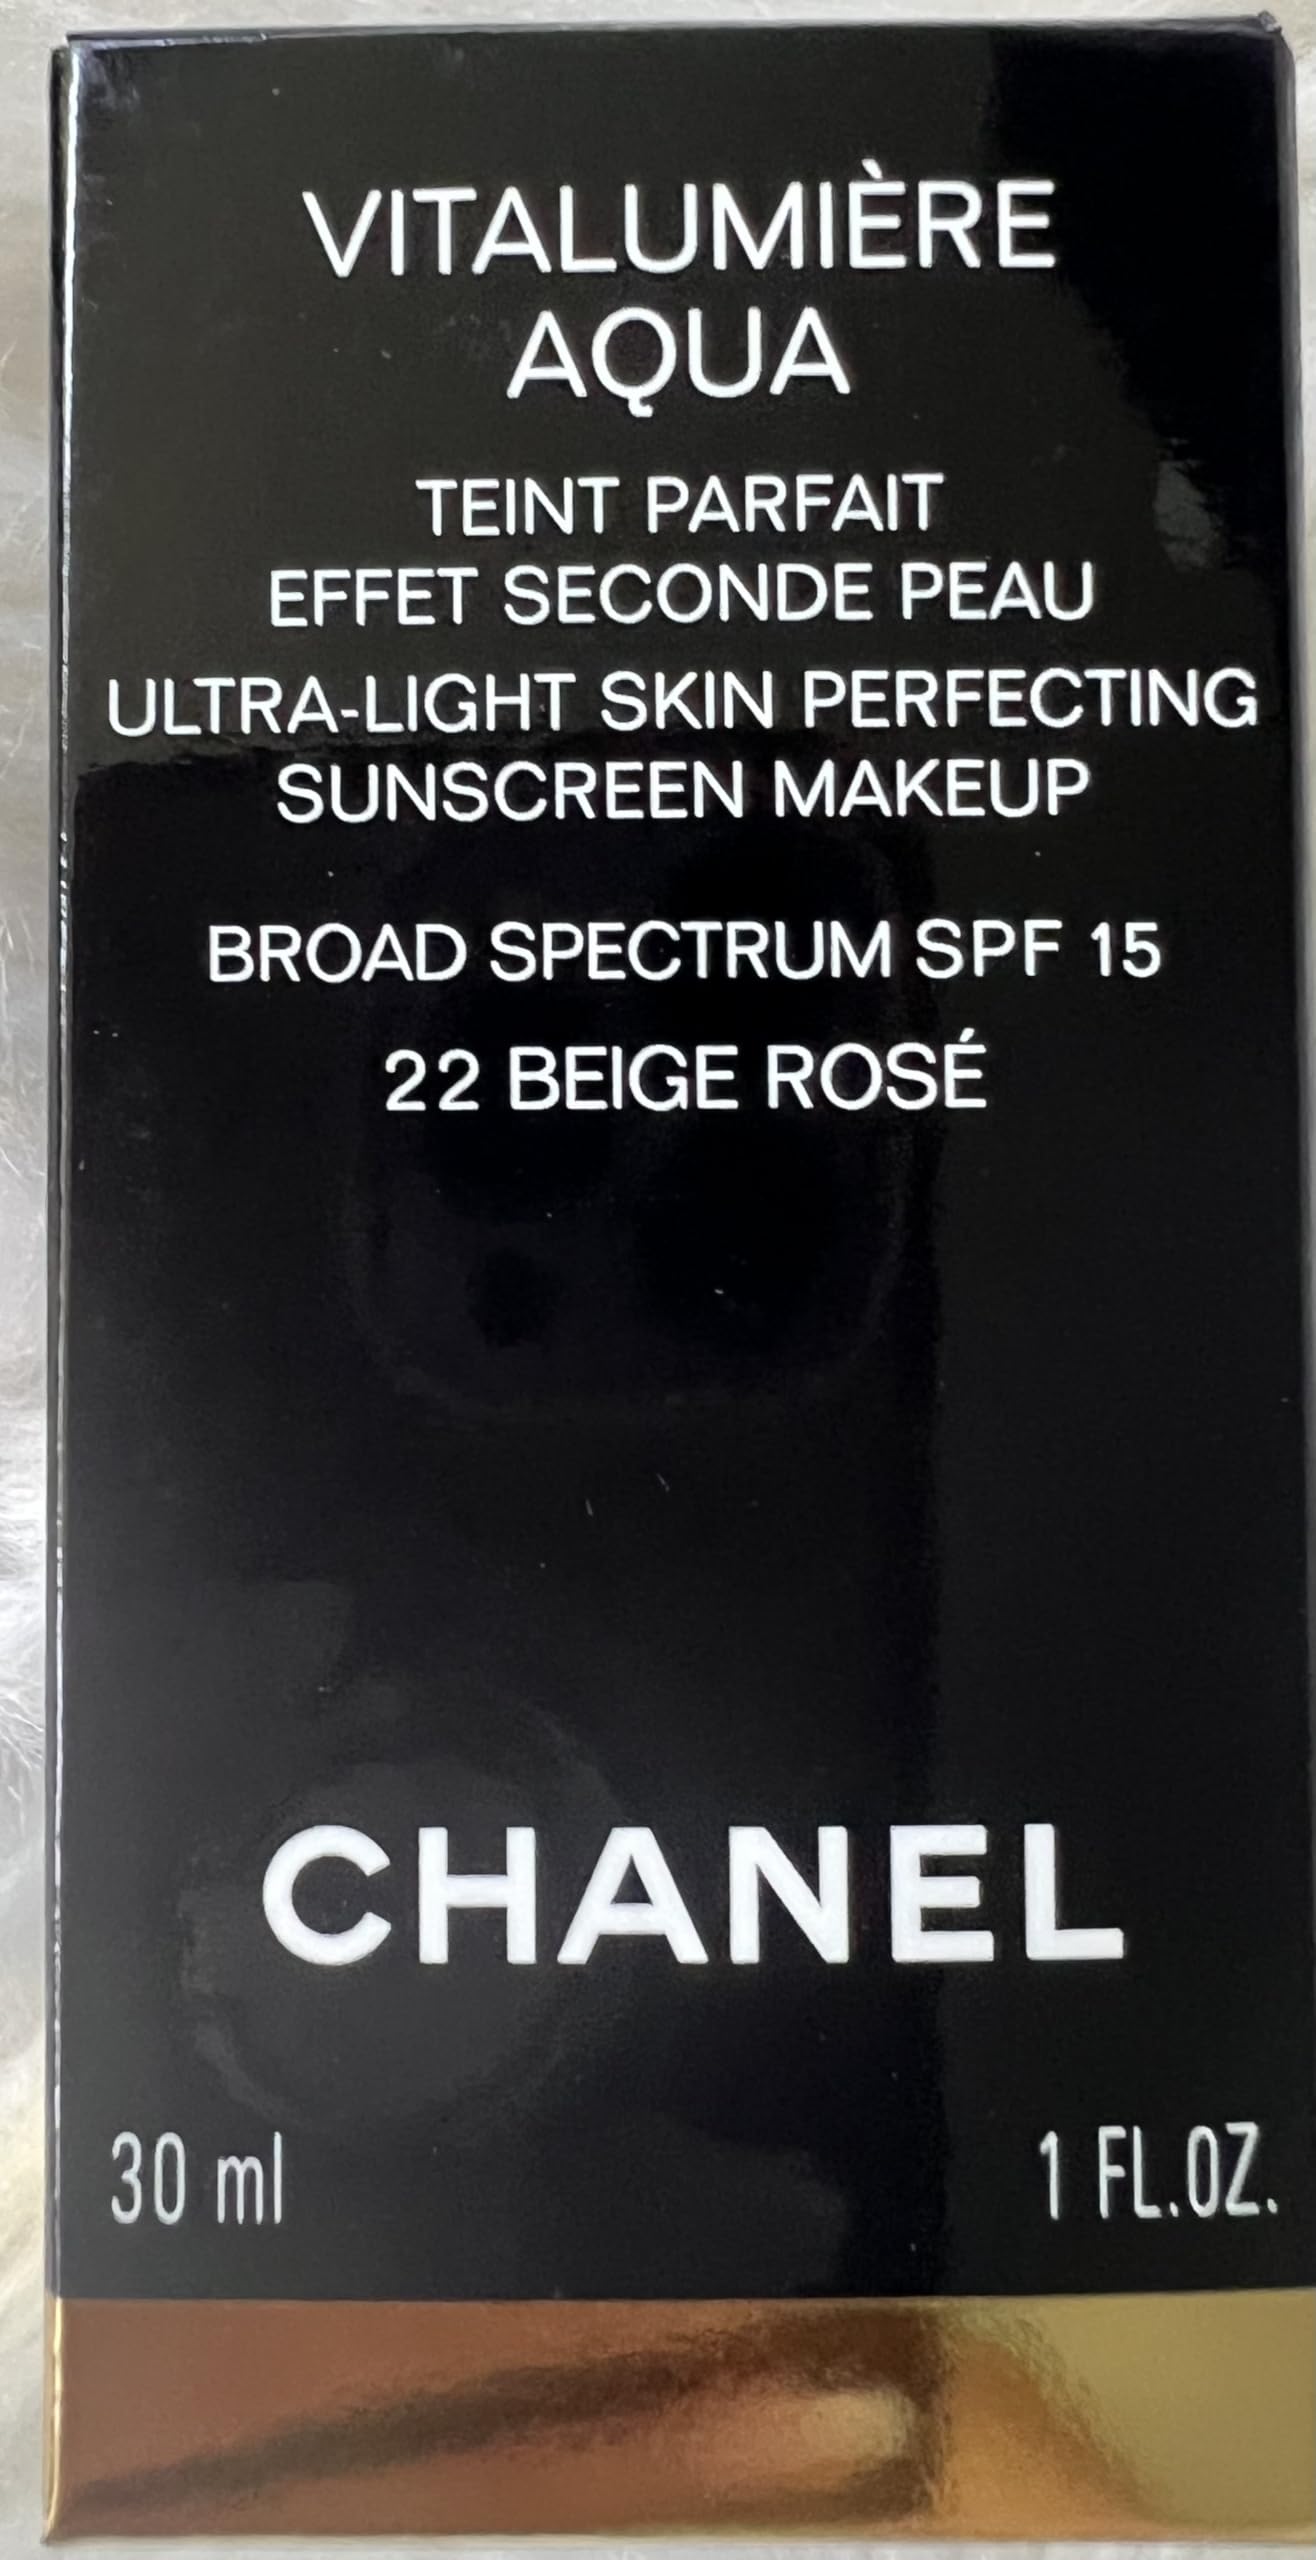 VITALUMIÈRE
AQUA
TEINT PARFAIT
EFFET SECONDE PEAU
ULTRA-LIGHT SKIN PERFECTING
SUNSCREEN MAKEUP
BROAD SPECTRUM SPF 15
22 BEIGE ROSÉ
CHANEL
30 ml 1 FL.OZ.